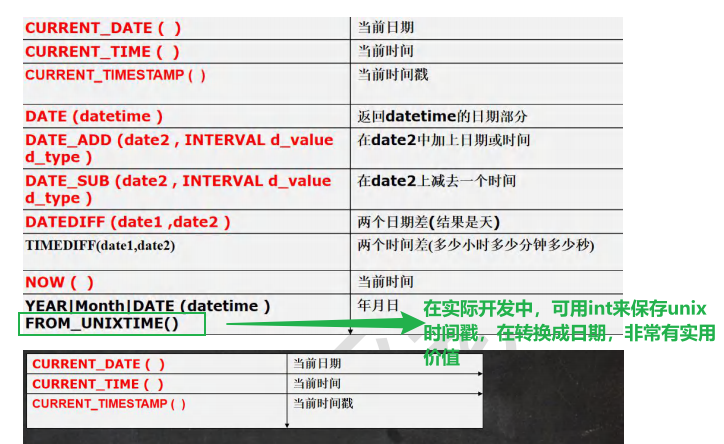 CURRENT_DATE ( ) 当前日期
CURRENT_TIME ( ) 当前时间
CURRENT_TIMESTAMP ( ) 当前时间戳
DATE (datetime ) 返回datetime的日期部分
DATE_ADD (date2 , INTERVAL d_value 在date2中加上日期或时间
d_type )
DATE_SUB (date2 , INTERVAL d_value 在date2上减去一个时间
d_type )
DATEDIFF (date1 ,date2 ) 两个日期差(结果是天)
TIMEDIFF(date1,date2) 两个时间差(多少小时多少分钟多少秒)
NOW ( ) 当前时间
YEAR|Month|DATE (datetime ) 年月日
FROM_UNIXTIME()
在实际开发中，可用int来保存unix
时间戳，在转换成日期，非常有实用
价值
CURRENT_DATE ( ) 当前日期
CURRENT_TIME ( ) 当前时间
CURRENT_TIMESTAMP ( ) 当前时间戳